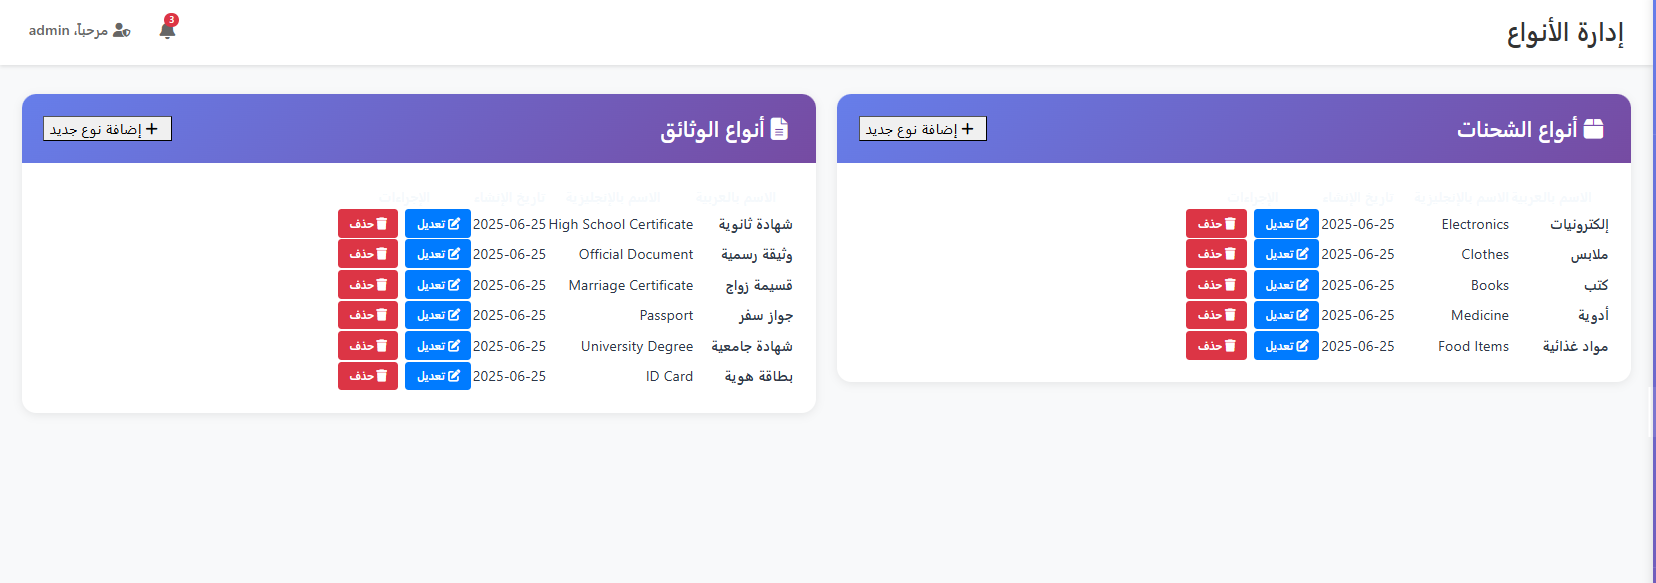 إدارة الأنواع
3
مرحباً، admin
أنواع الشحنات
إضافة نوع جديد
الاسم بالعربية الاسم بالإنجليزية تاريخ الإنشاء الإجراءات
إلكترونيات Electronics 2025-06-25 تعديل حذف
ملابس Clothes 2025-06-25 تعديل حذف
كتب Books 2025-06-25 تعديل حذف
أدوية Medicine 2025-06-25 تعديل حذف
مواد غذائية Food Items 2025-06-25 تعديل حذف
أنواع الوثائق
إضافة نوع جديد
الاسم بالعربية الاسم بالإنجليزية تاريخ الإنشاء الإجراءات
شهادة ثانوية High School Certificate 2025-06-25 تعديل حذف
وثيقة رسمية Official Document 2025-06-25 تعديل حذف
قسيمة زواج Marriage Certificate 2025-06-25 تعديل حذف
جواز سفر Passport 2025-06-25 تعديل حذف
شهادة جامعية University Degree 2025-06-25 تعديل حذف
بطاقة هوية ID Card 2025-06-25 تعديل حذف